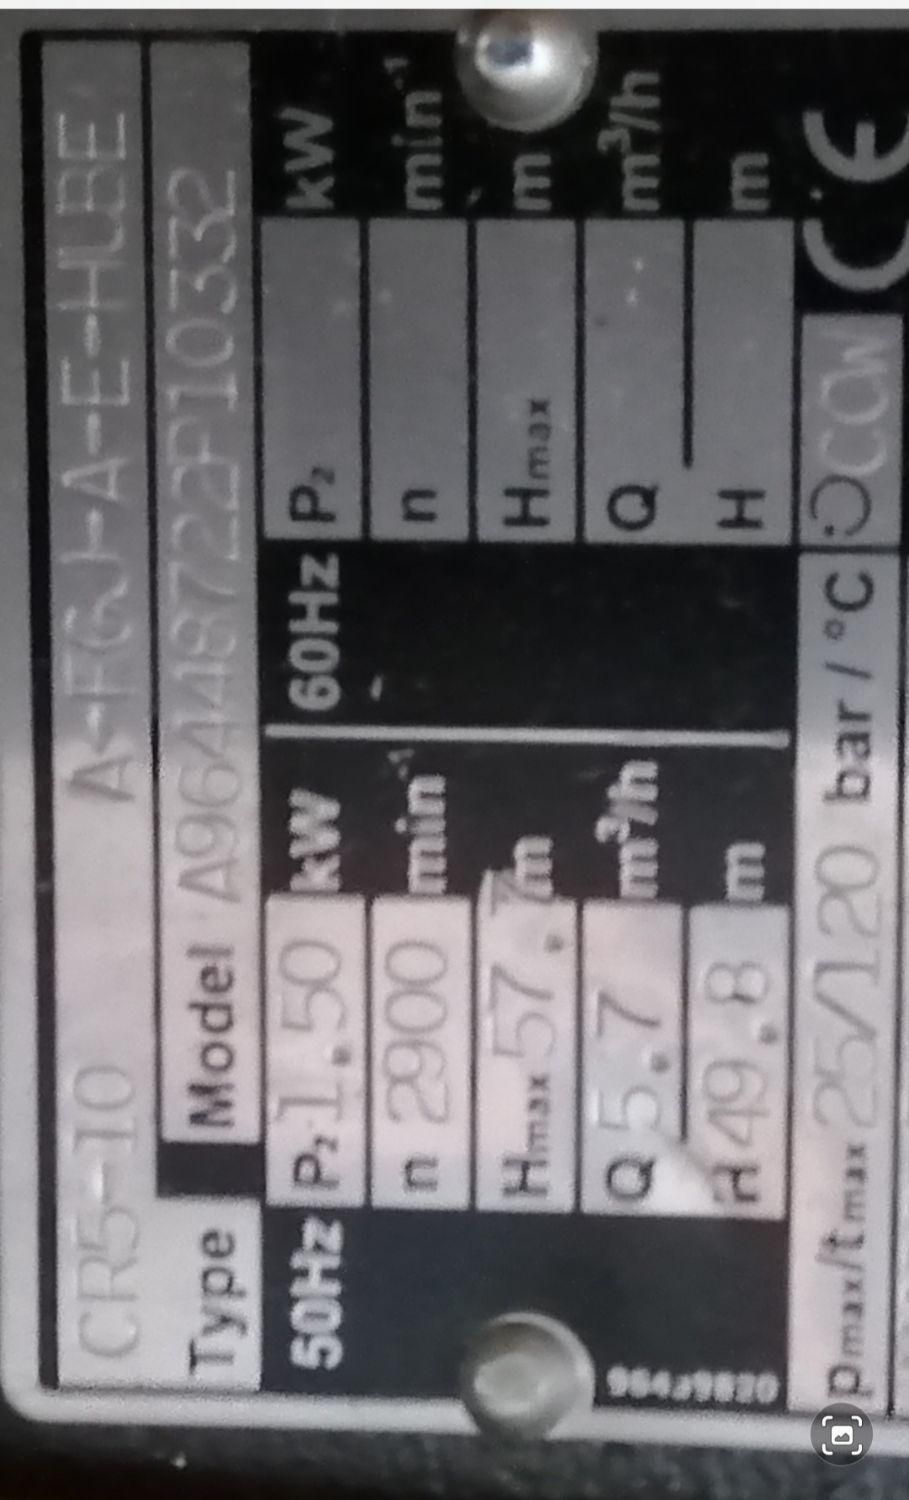 CR5-10 A-FGJ-A-E-HUBE
Type Model A96448722P10332
50Hz P₂ 1.50 kW 60Hz P₂ kW
n 2900 min⁻¹ n min⁻¹
Hmax 57.7 m Hmax m
Q 5.7 m³/h Q m³/h
H 49.8 m H m
pmax/tmax 25/120 bar / °C CCW CE